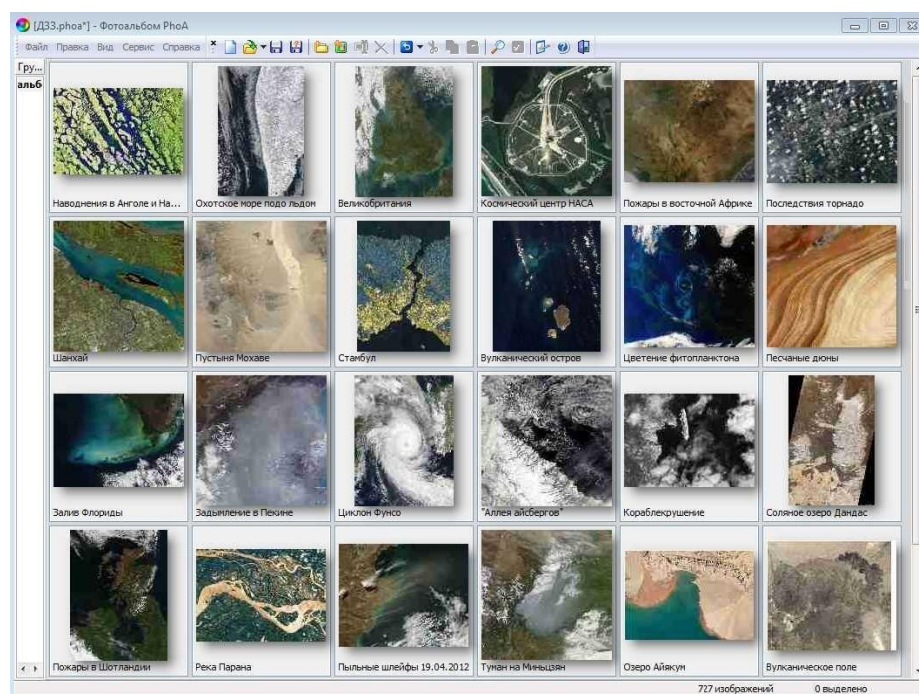 [ДЗЗ.phoa*] - Фотоальбом PhoA
Файл Правка Вид Сервис Справка
Гру...
альб
Наводнения в Анголе и На...
Охотское море подо льдом
Великобритания
Космический центр НАСА
Пожары в восточной Африке
Последствия торнадо
Шанхай
Пустыня Мохаве
Стамбул
Вулканический остров
Цветение фитопланктона
Песчаные дюны
Залив Флориды
Задымление в Пекине
Циклон Фунсо
"Аллея айсбергов"
Кораблекрушение
Соляное озеро Дандас
Пожары в Шотландии
Река Парана
Пыльные шлейфы 19.04.2012
Туман на Миньцзян
Озеро Айякум
Вулканическое поле
727 изображений 0 выделено